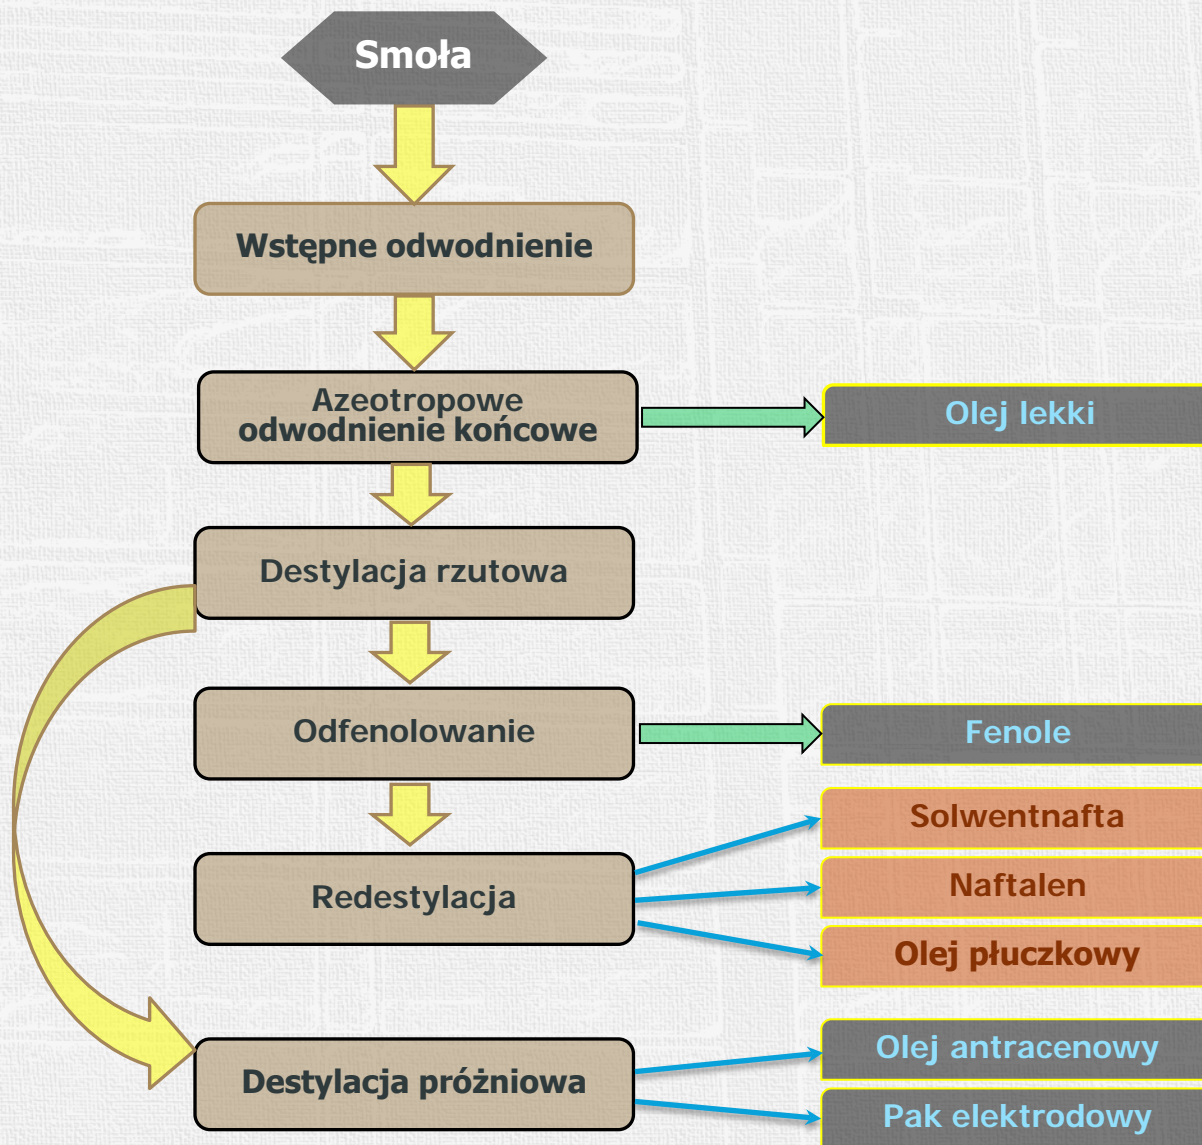 Smoła
Wstępne odwodnienie
Azeotropowe
odwodnienie końcowe
Olej lekki
Destylacja rzutowa
Odfenolowanie
Fenole
Solwentnafta
Redestylacja
Naftalen
Olej płuczkowy
Olej antracenowy
Destylacja próżniowa
Pak elektrodowy